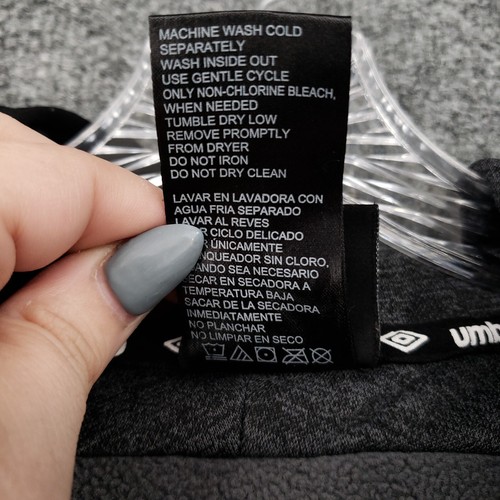 MACHINE WASH COLD
SEPARATELY
WASH INSIDE OUT
USE GENTLE CYCLE
ONLY NON-CHLORINE BLEACH,
WHEN NEEDED
TUMBLE DRY LOW
REMOVE PROMPTLY
FROM DRYER
DO NOT IRON
DO NOT DRY CLEAN
LAVAR EN LAVADORA CON
AGUA FRIA SEPARADO
LAVAR AL REVES
CICLO DELICADO
ÚNICAMENTE
SIN CLORO,
SEA NECESARIO
SECADORA A
TEMPERATURA BAJA
SACAR DE LA SECADORA
INMEDIATAMENTE
NO PLANCHAR
NO LIMPIAR EN SECO